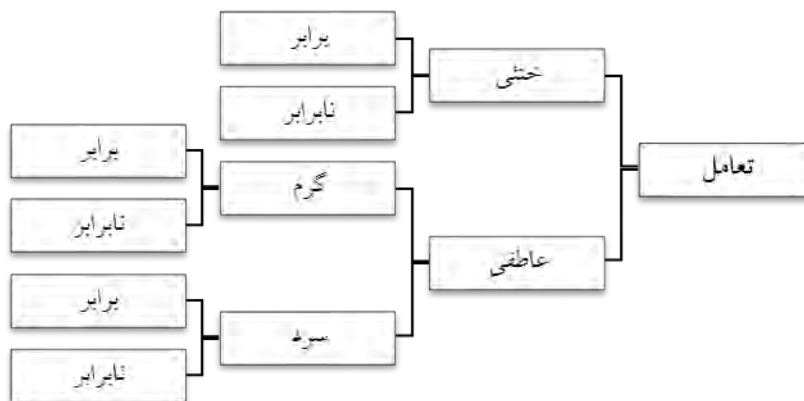 تعامل
خنثی
برابر
نابرابر
عاطفی
گرم
برابر
نابرابر
سرد
برابر
نابرابر